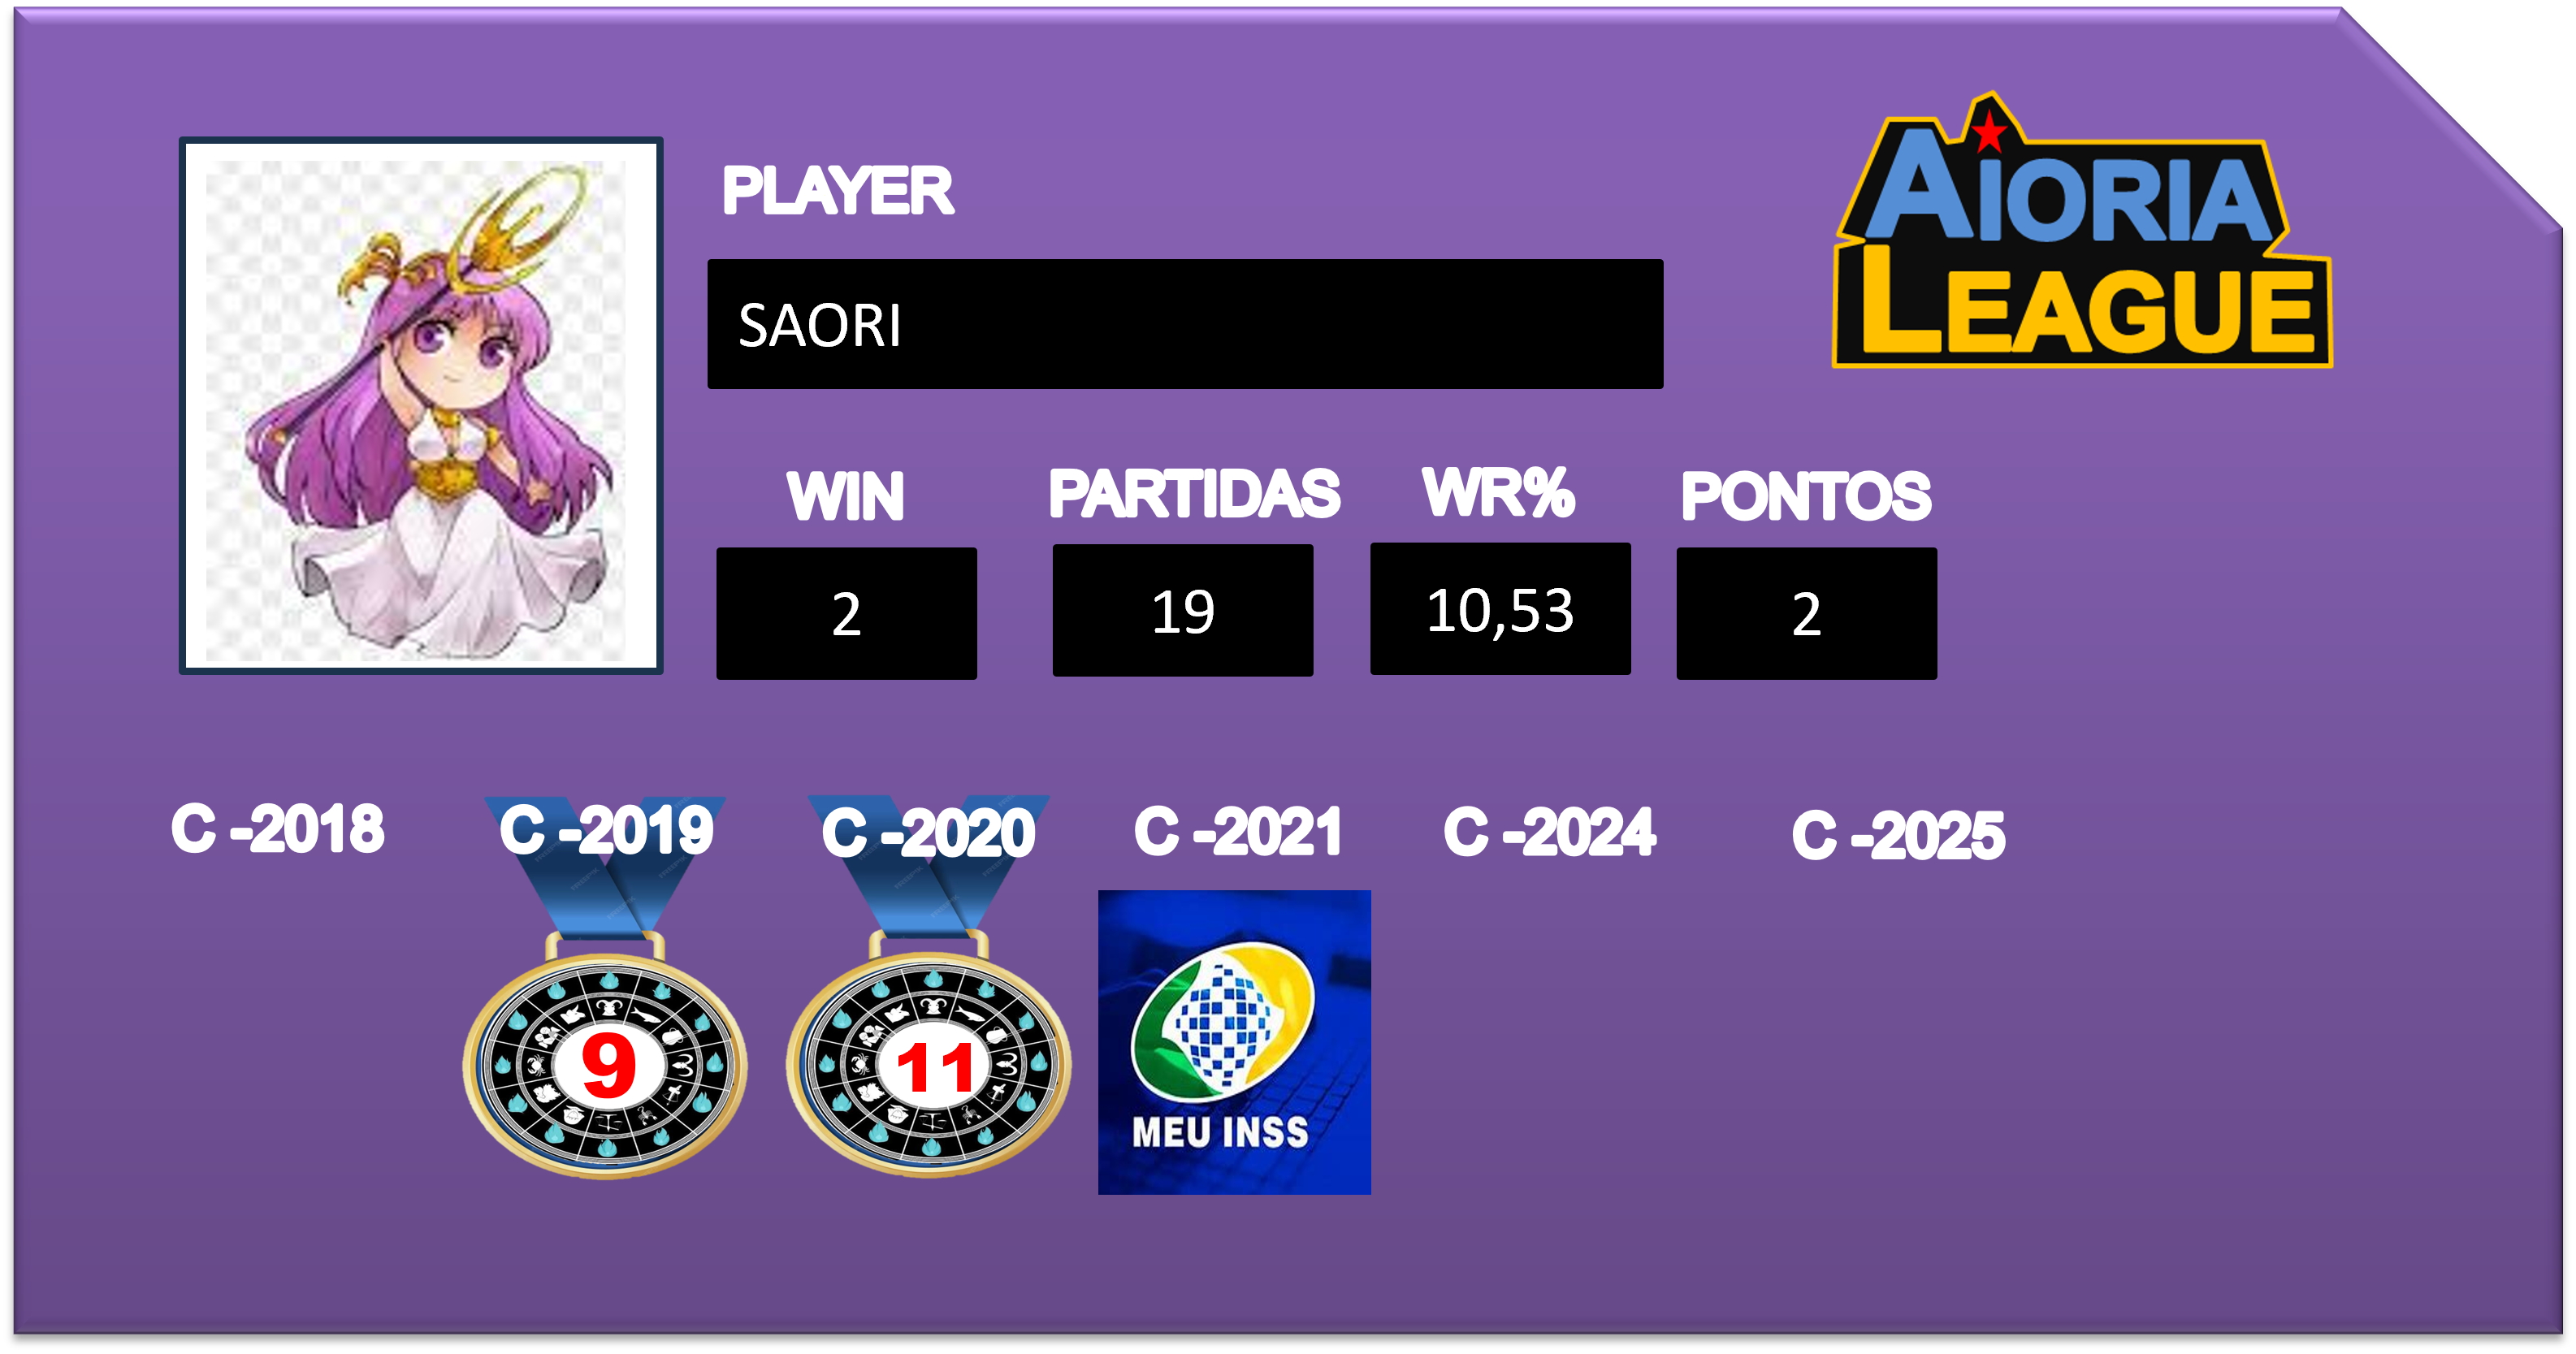 PLAYER
AIORIA
LEAGUE
SAORI
WIN
PARTIDAS
WR%
PONTOS
2
19
10,53
2
C -2018
C -2019
C -2020
C -2021
C -2024
C -2025
9
11
MEU INSS